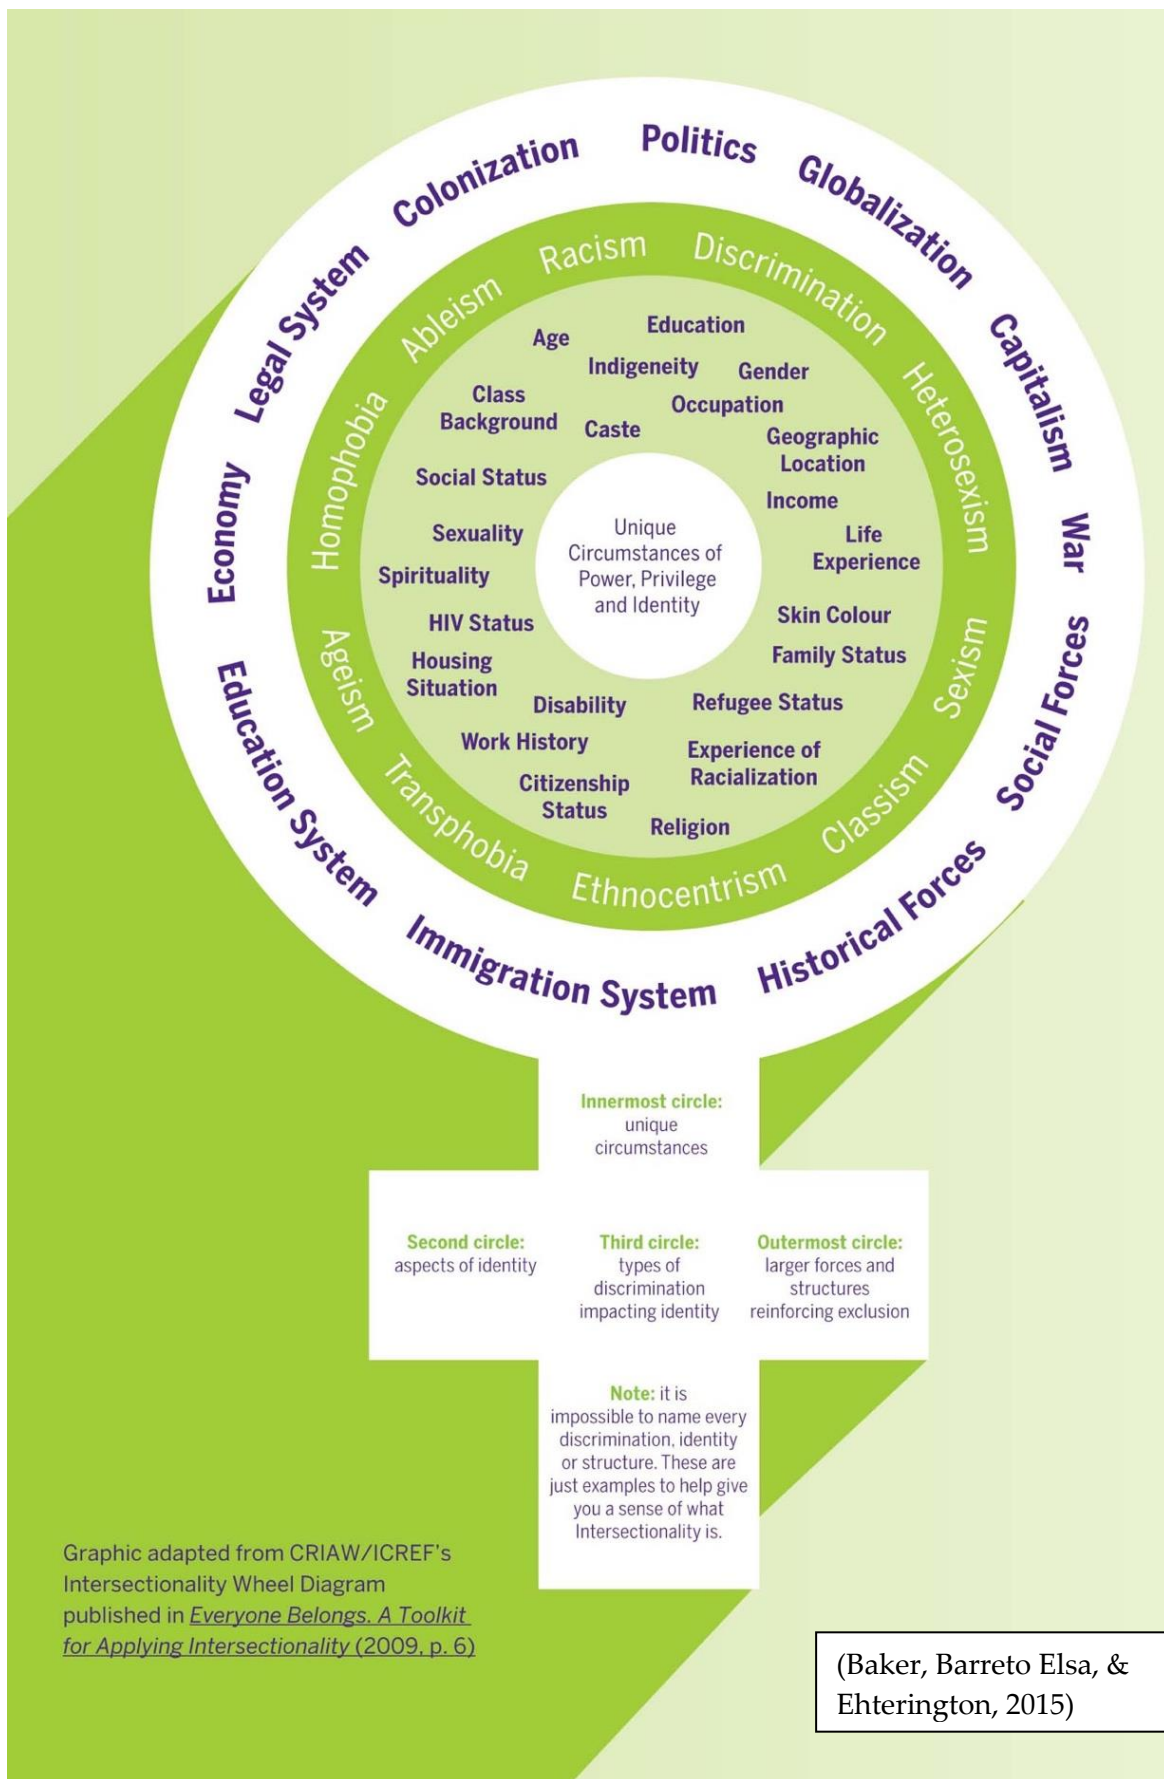 Politics
Globalization
Capitalism
War
Social Forces
Historical Forces
Immigration System
Education System
Economy
Legal System
Colonization
Racism
Discrimination
Heterosexism
Sexism
Classism
Ethnocentrism
Transphobia
Ageism
Homophobia
Ableism
Age
Education
Indigeneity
Gender
Class
Background
Occupation
Caste
Geographic
Location
Social Status
Income
Sexuality
Life
Experience
Spirituality
HIV Status
Skin Colour
Housing
Situation
Family Status
Disability
Refugee Status
Work History
Experience of
Racialization
Citizenship
Status
Religion
Unique
Circumstances of
Power, Privilege
and Identity
Innermost circle:
unique
circumstances
Second circle:
aspects of identity
Third circle:
types of
discrimination
impacting identity
Outermost circle:
larger forces and
structures
reinforcing exclusion
Note: it is
impossible to name every
discrimination, identity
or structure. These are
just examples to help give
you a sense of what
Intersectionality is.
Graphic adapted from CRIAW/ICREF's
Intersectionality Wheel Diagram
published in Everyone Belongs. A Toolkit
for Applying Intersectionality (2009, p. 6)
(Baker, Barreto Elsa, &
Ehterington, 2015)